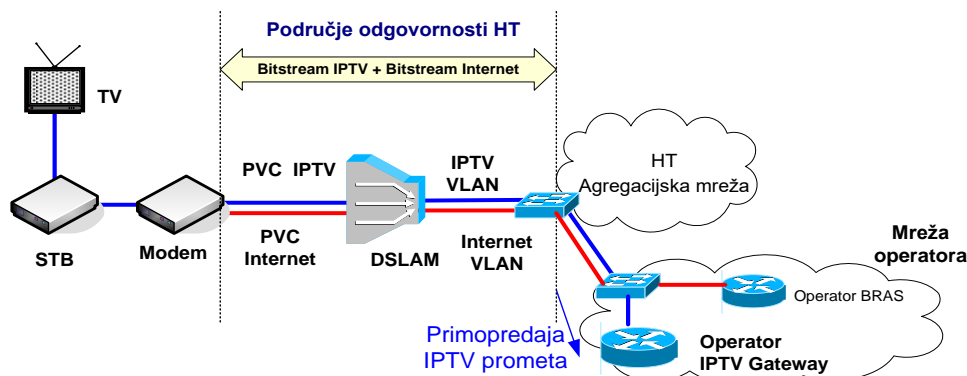 Područje odgovornosti HT
Bitstream IPTV + Bitstream Internet
TV
PVC IPTV
IPTV
VLAN
HT
Agregacijska mreža
STB
Modem
PVC
Internet
DSLAM
Internet
VLAN
Mreža
operatora
Operator BRAS
Primopredaja
IPTV prometa
Operator
IPTV Gateway